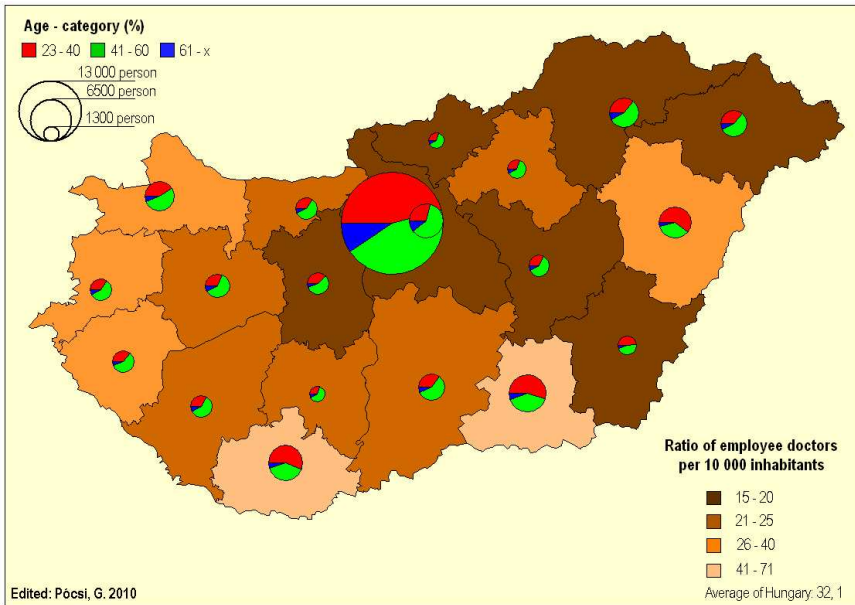 Age - category (%)
23 - 40 41 - 60 61 - x
13 000 person
6500 person
1300 person
Ratio of employee doctors
per 10 000 inhabitants
15 - 20
21 - 25
26 - 40
41 - 71
Average of Hungary: 32, 1
Edited: Pócsi, G. 2010